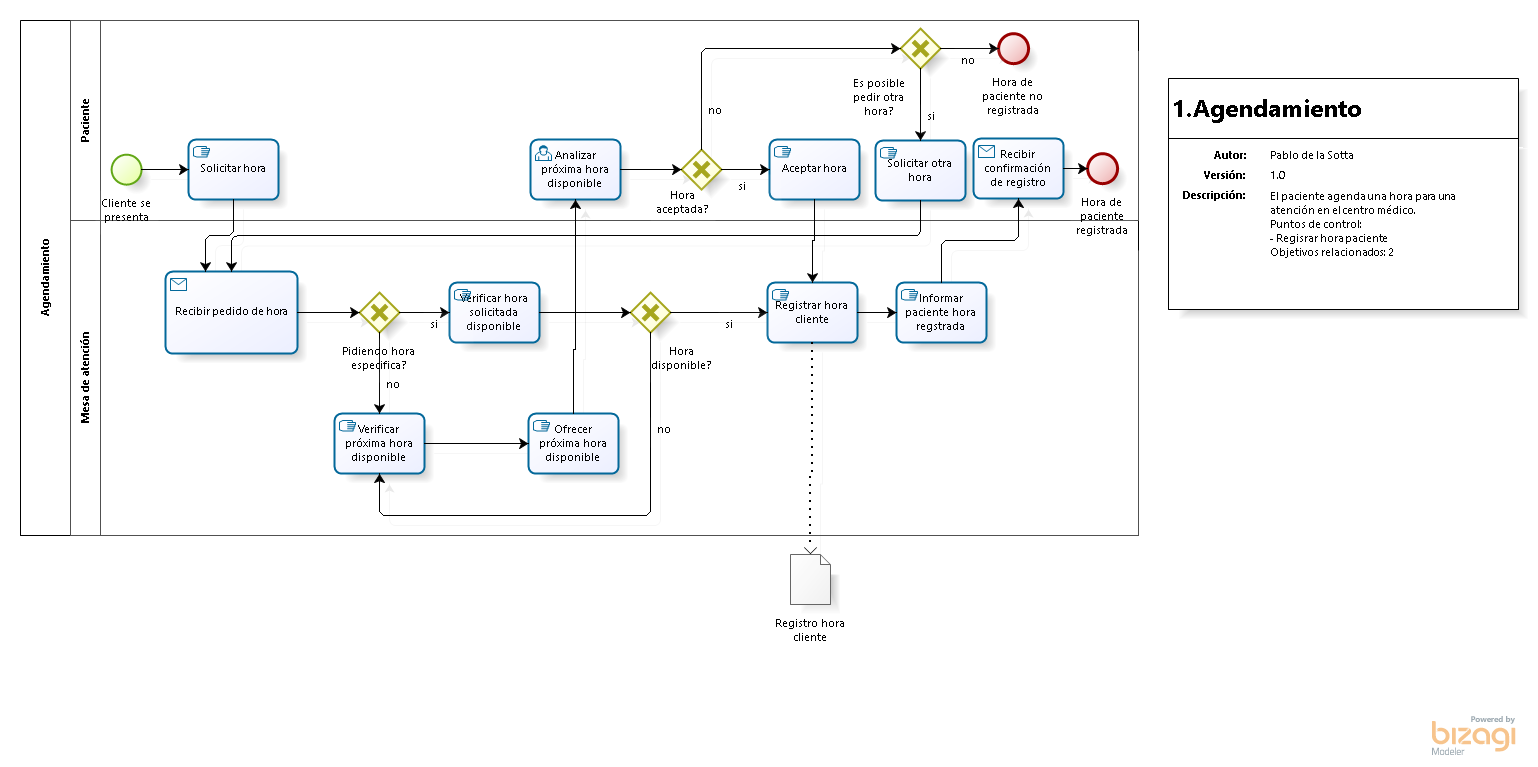 Agendamiento
Paciente
Mesa de atención
Cliente se
presenta
Solicitar hora
Analizar
próxima hora
disponible
Hora
aceptada?
no
si
Aceptar hora
Es posible
pedir otra
hora?
no
si
Hora de
paciente no
registrada
Solicitar otra
hora
Recibir
confirmación
de registro
Hora de
paciente
registrada
Recibir pedido de hora
Pidiendo hora
especifica?
si
no
Verificar hora
solicitada
disponible
Hora
disponible?
si
no
Registrar hora
cliente
Informar
paciente hora
regstrada
Verificar
próxima hora
disponible
Ofrecer
próxima hora
disponible
Registro hora
cliente
1.Agendamiento
Autor: Pablo de la Sotta
Versión: 1.0
Descripción: El paciente agenda una hora para una
atención en el centro médico.
Puntos de control:
- Regisrar hora paciente
Objetivos relacionados: 2
Powered by
bizagi
Modeler